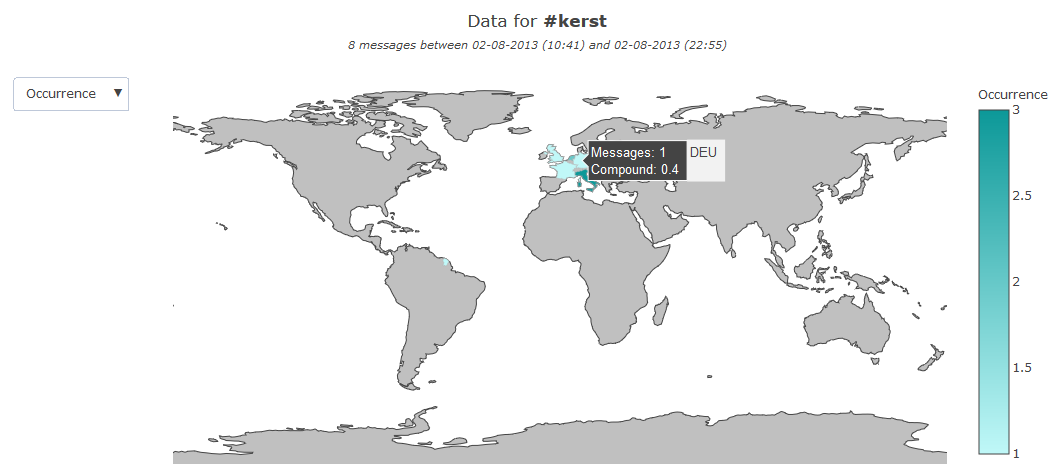 Data for #kerst
8 messages between 02-08-2013 (10:41) and 02-08-2013 (22:55)
Occurrence ▼
Occurrence
3
2.5
2
1.5
1
Messages: 1
Compound: 0.4
DEU